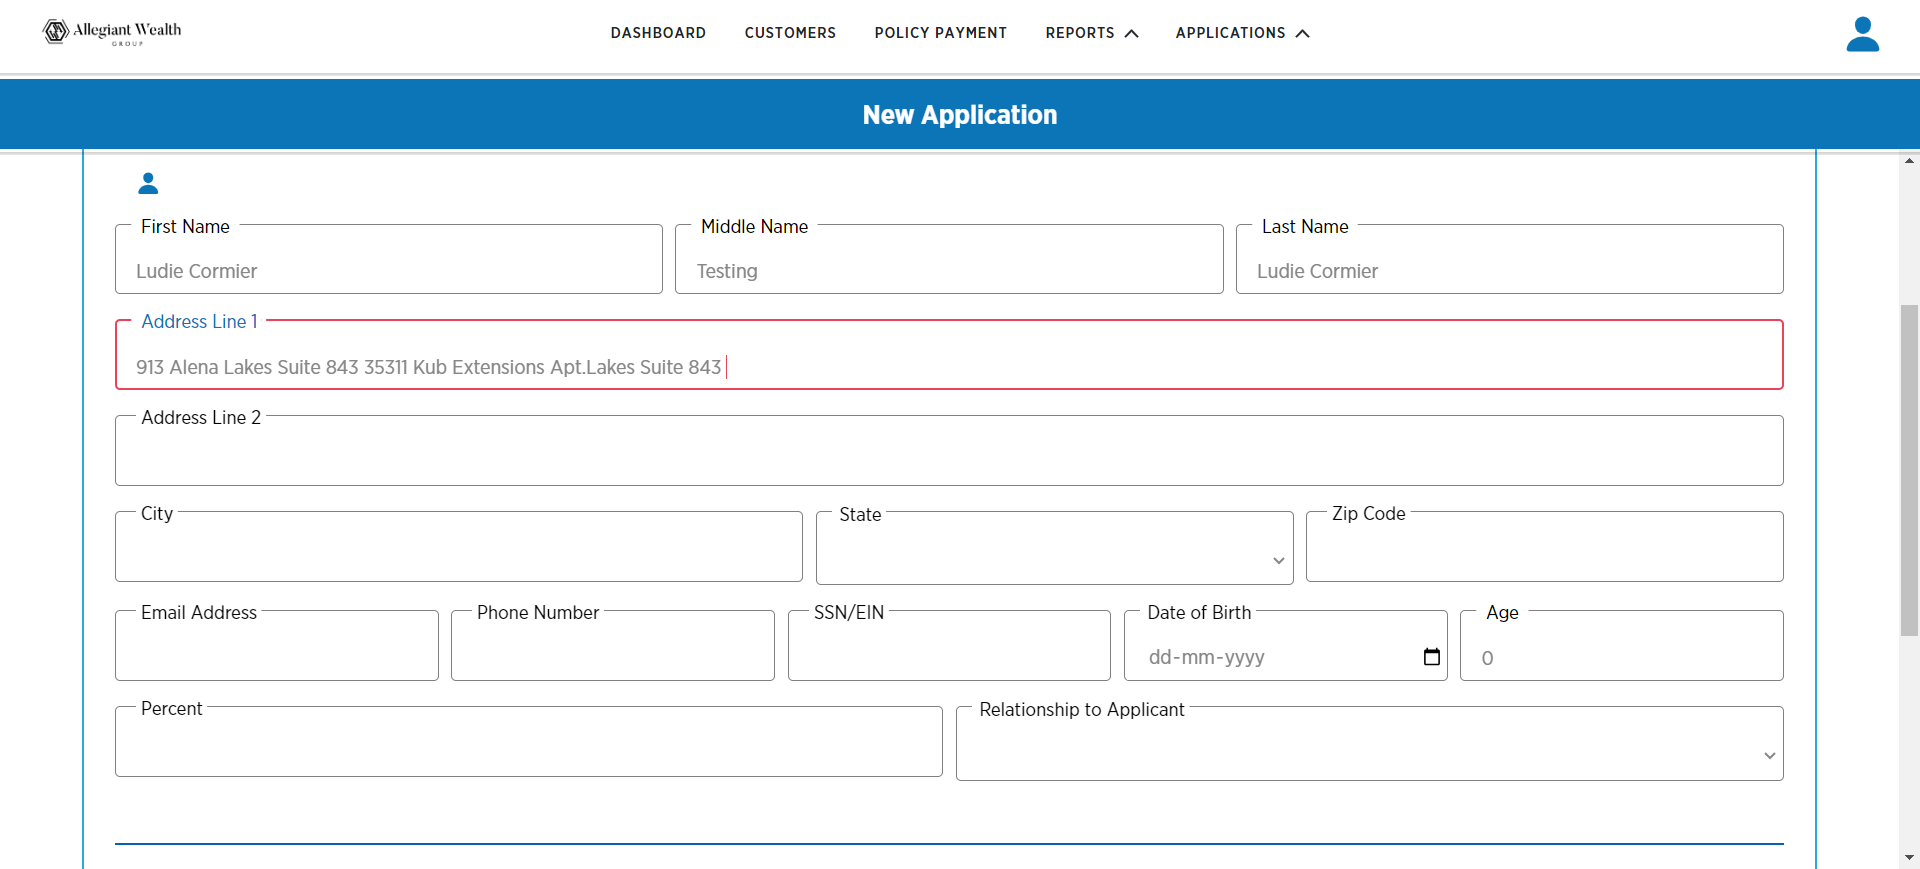 Allegiant Wealth
GROUP
DASHBOARD CUSTOMERS POLICY PAYMENT REPORTS APPLICATIONS
New Application
First Name Middle Name Last Name
Ludie Cormier Testing Ludie Cormier
Address Line 1
913 Alena Lakes Suite 843 35311 Kub Extensions Apt.Lakes Suite 843
Address Line 2
City State Zip Code
Email Address Phone Number SSN/EIN Date of Birth Age
dd-mm-yyyy 0
Percent Relationship to Applicant